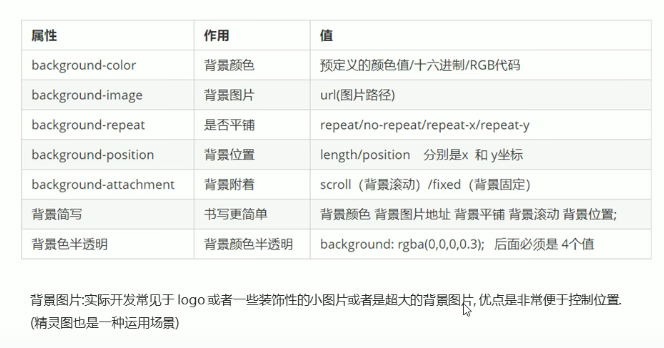 属性 作用 值
background-color 背景颜色 预定义的颜色值/十六进制/RGB代码
background-image 背景图片 url(图片路径)
background-repeat 是否平铺 repeat/no-repeat/repeat-x/repeat-y
background-position 背景位置 length/position 分别是x 和 y坐标
background-attachment 背景附着 scroll（背景滚动）/fixed（背景固定）
背景简写 书写更简单 背景颜色 背景图片地址 背景平铺 背景滚动 背景位置;
背景色半透明 背景颜色半透明 background: rgba(0,0,0,0.3); 后面必须是 4个值
背景图片:实际开发常见于 logo 或者一些装饰性的小图片或者是超大的背景图片, 优点是非常便于控制位置.
(精灵图也是一种运用场景)